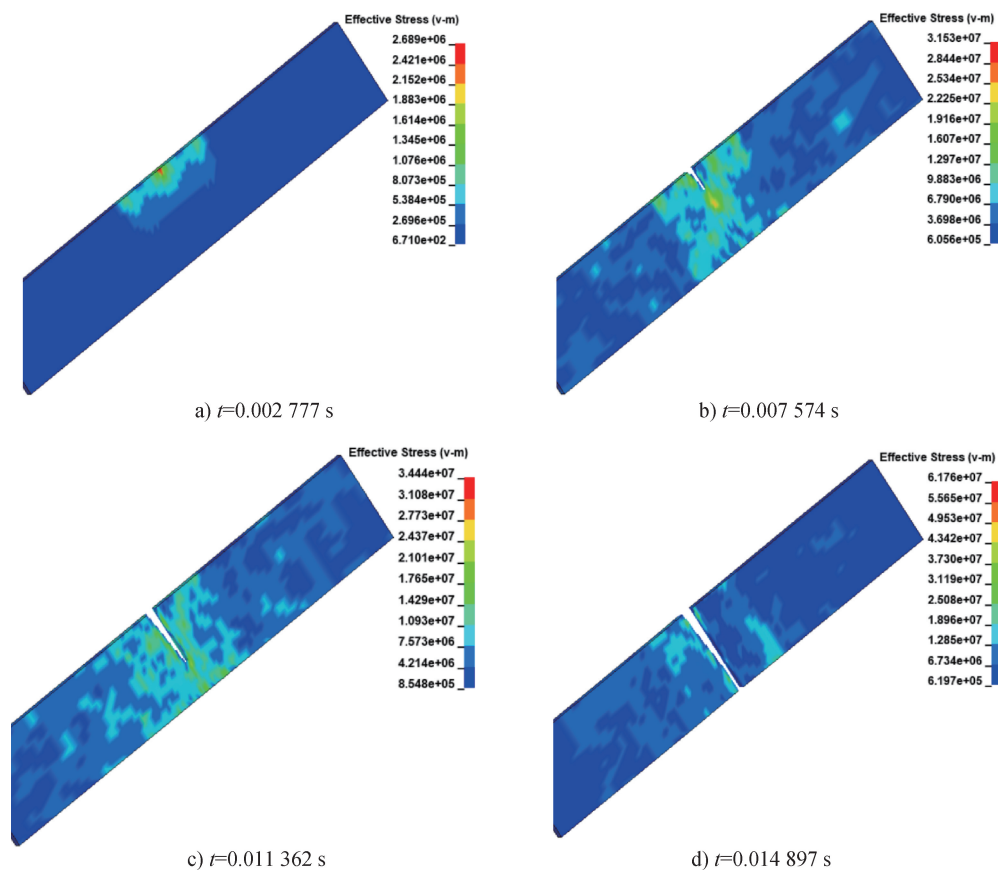 Effective Stress (v-m)
2.689e+06
2.421e+06
2.152e+06
1.883e+06
1.614e+06
1.345e+06
1.076e+06
8.073e+05
5.384e+05
2.696e+05
6.710e+02
a) t=0.002 777 s
Effective Stress (v-m)
3.153e+07
2.844e+07
2.534e+07
2.225e+07
1.916e+07
1.607e+07
1.297e+07
9.883e+06
6.790e+06
3.698e+06
6.056e+05
b) t=0.007 574 s
Effective Stress (v-m)
3.444e+07
3.108e+07
2.773e+07
2.437e+07
2.101e+07
1.765e+07
1.429e+07
1.093e+07
7.573e+06
4.214e+06
8.548e+05
c) t=0.011 362 s
Effective Stress (v-m)
6.176e+07
5.565e+07
4.953e+07
4.342e+07
3.730e+07
3.119e+07
2.508e+07
1.896e+07
1.285e+07
6.734e+06
6.197e+05
d) t=0.014 897 s